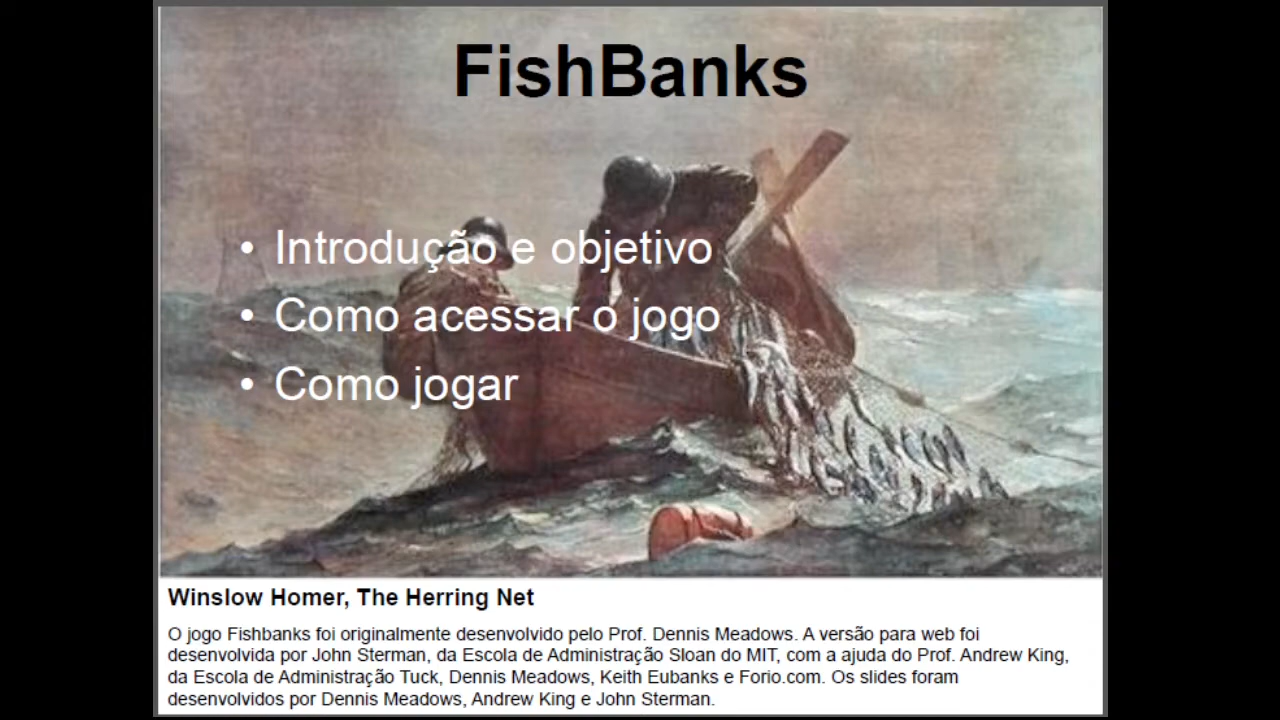 FishBanks
• Introdução e objetivo
• Como acessar o jogo
• Como jogar
Winslow Homer, The Herring Net
O jogo Fishbanks foi originalmente desenvolvido pelo Prof. Dennis Meadows. A versão para web foi
desenvolvida por John Sterman, da Escola de Administração Sloan do MIT, com a ajuda do Prof. Andrew King,
da Escola de Administração Tuck, Dennis Meadows, Keith Eubanks e Forio.com. Os slides foram
desenvolvidos por Dennis Meadows, Andrew King e John Sterman.